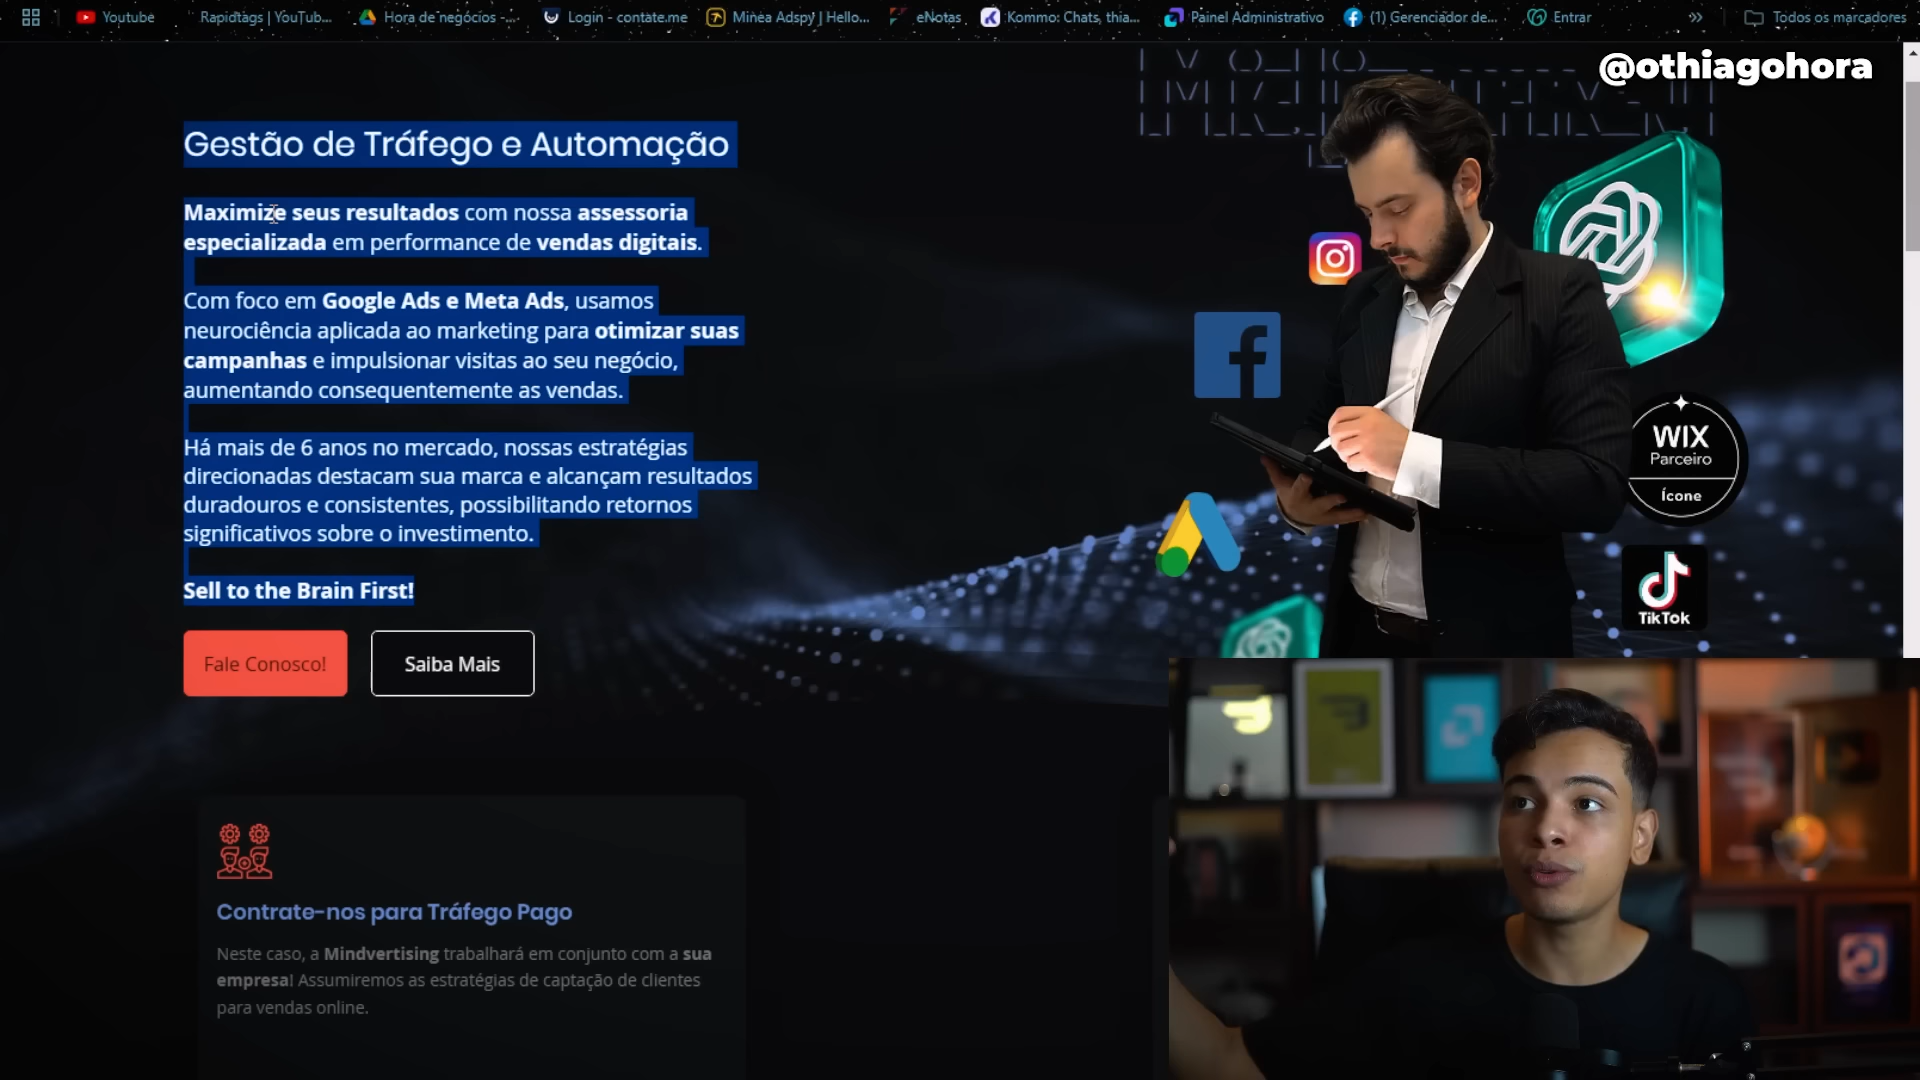 Youtube
Rapidtags | YouTub...
Hora de negócios -...
Login - contate.me
Minea Adspy | Hello...
eNotas
Kommo: Chats, thia...
Painel Administrativo
(1) Gerenciador de...
Entrar
»
Todos os marcadores
@othiagohora
Gestão de Tráfego e Automação
Maximize seus resultados com nossa assessoria
especializada em performance de vendas digitais.
Com foco em Google Ads e Meta Ads, usamos
neurociência aplicada ao marketing para otimizar suas
campanhas e impulsionar visitas ao seu negócio,
aumentando consequentemente as vendas.
Há mais de 6 anos no mercado, nossas estratégias
direcionadas destacam sua marca e alcançam resultados
duradouros e consistentes, possibilitando retornos
significativos sobre o investimento.
Sell to the Brain First!
Fale Conosco!
Saiba Mais
WIX
Parceiro
Ícone
TikTok
Contrate-nos para Tráfego Pago
Neste caso, a Mindvertising trabalhará em conjunto com a sua
empresa! Assumiremos as estratégias de captação de clientes
para vendas online.